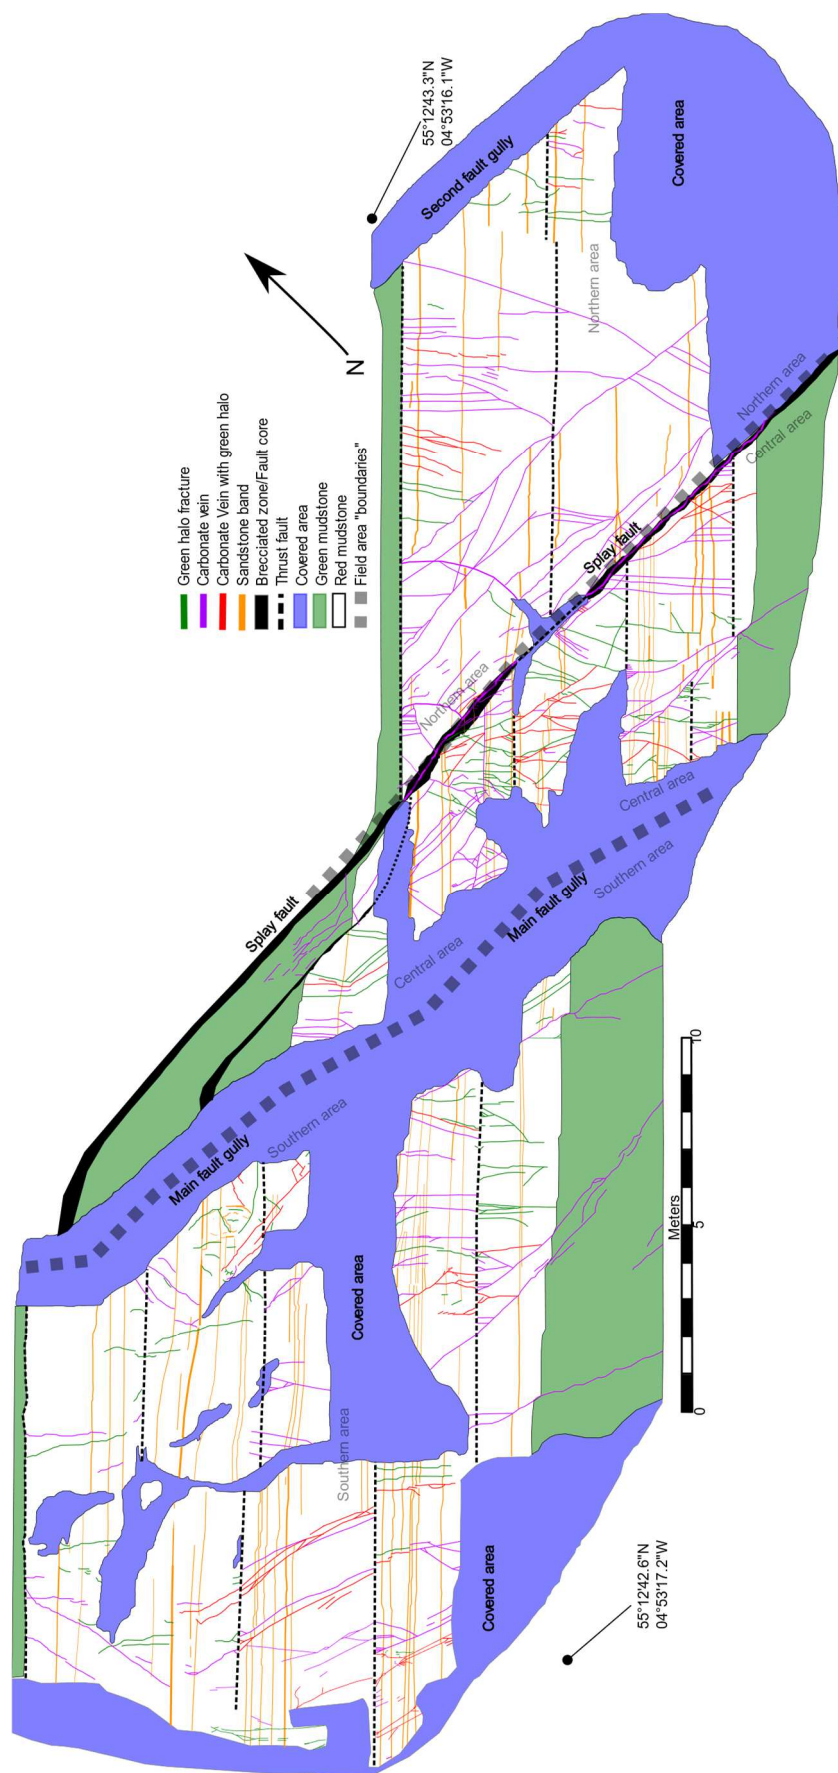 55°12'43.3"N
04°53'16.1"W
Second fault gully
Covered area
N
Green halo fracture
Carbonate vein
Carbonate Vein with green halo
Sandstone band
Brecciated zone/Fault core
Thrust fault
Covered area
Green mudstone
Red mudstone
Field area "boundaries"
Northern area
Northern area
Central area
Splay fault
Northern area
Splay fault
Central area
Southern area
Main fault gully
Central area
Southern area
Main fault gully
Covered area
Southern area
Covered area
Meters
0
5
10
55°12'42.6"N
04°53'17.2"W